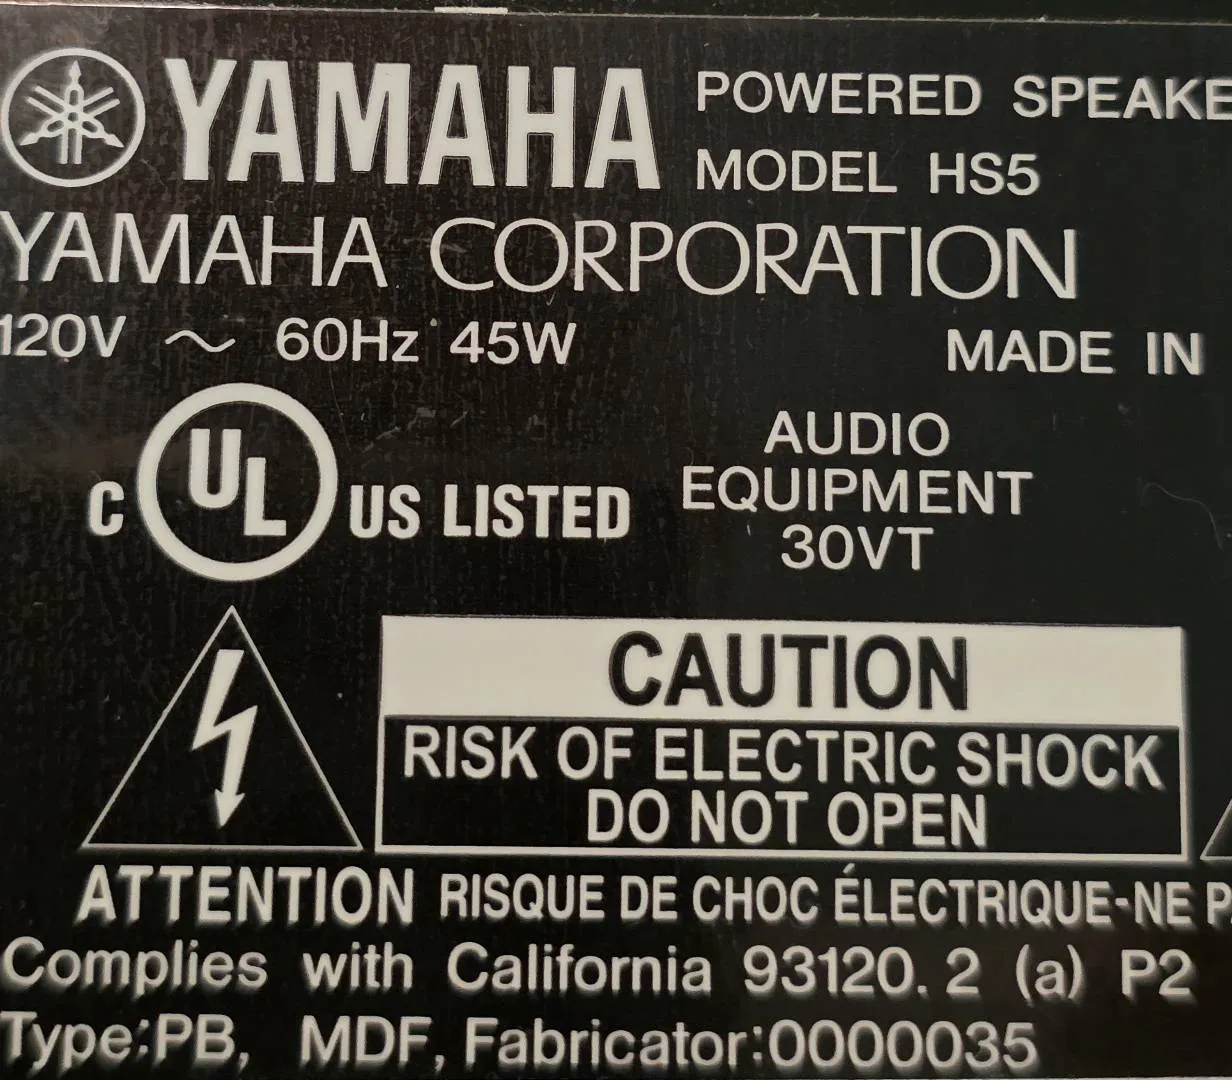 YAMAHA POWERED SPEAKE
MODEL HS5
YAMAHA CORPORATION
120V ~ 60Hz 45W MADE IN
C UL US LISTED
AUDIO
EQUIPMENT
30VT
CAUTION
RISK OF ELECTRIC SHOCK
DO NOT OPEN
ATTENTION RISQUE DE CHOC ÉLECTRIQUE-NE P
Complies with California 93120.2 (a) P2
Type:PB, MDF, Fabricator:0000035